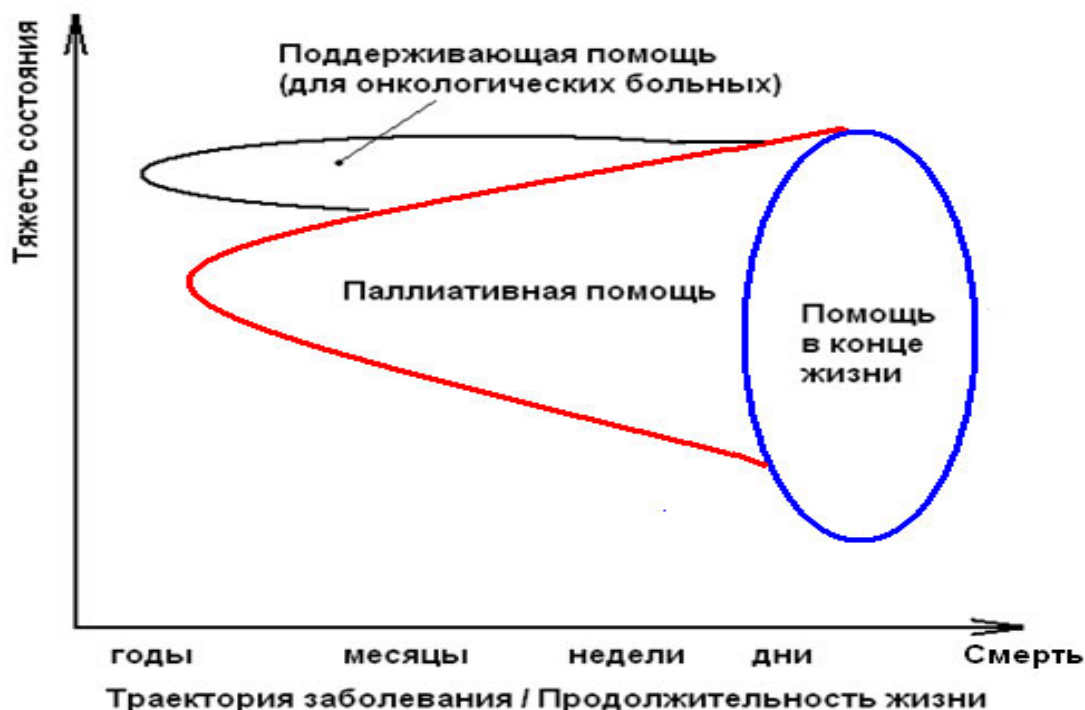 Тяжесть состояния
Поддерживающая помощь
(для онкологических больных)
Паллиативная помощь
Помощь
в конце
жизни
годы месяцы недели дни Смерть
Траектория заболевания / Продолжительность жизни